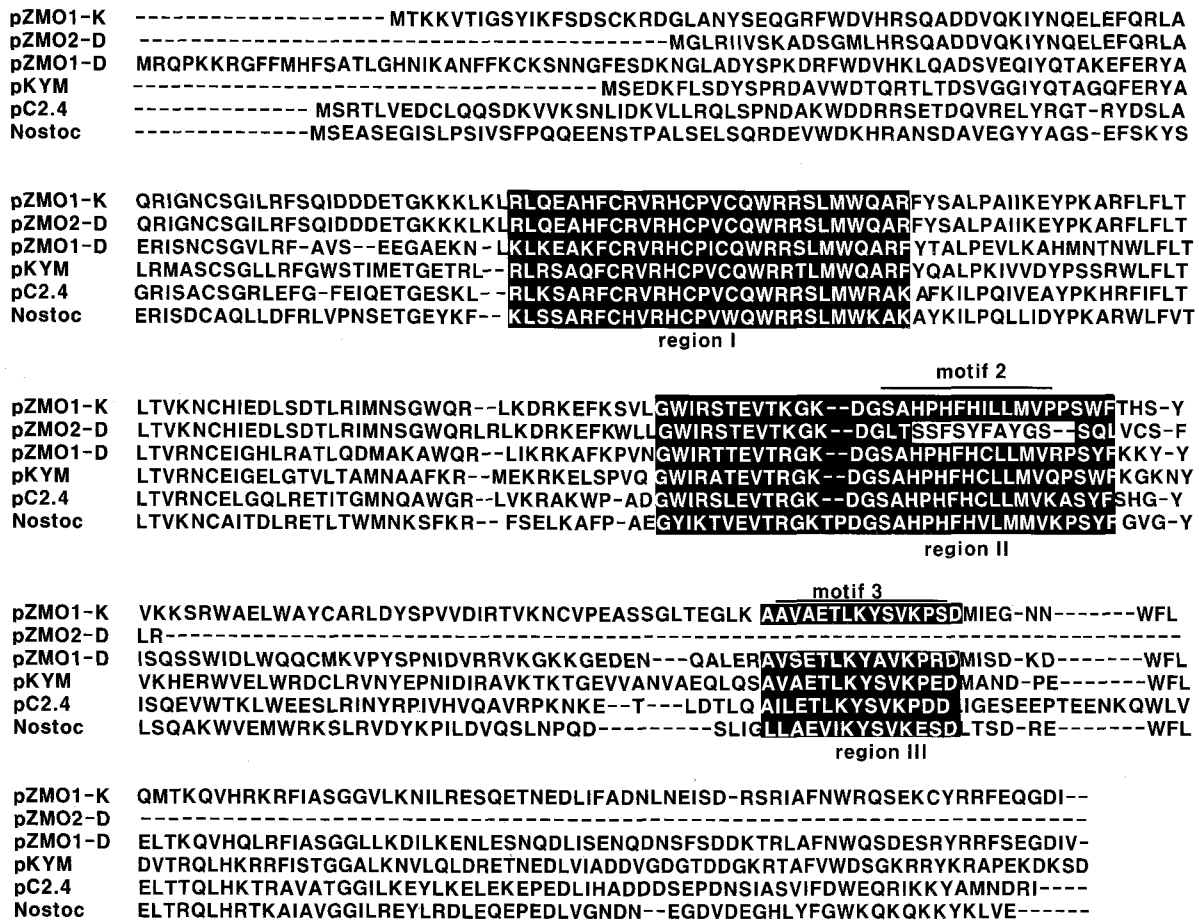 pZMO1-K ----------------------MTKKVTIGSYIKFSDSCKRDGLANYSEQGRFWDVHRSQADDVQKIYNQELEFQRLA
pZMO2-D ----------------------------------------------MGLRIIVSKADSGMLHRSQADDVQKIYNQELEFQRLA
pZMO1-D MRQPKKRGFFMHFSATLGHNIKANFFKCKSNNGFESDKNGLADYSPKDRFWDVHKLQADSVEQIYQTAKEFERYA
pKYM ----------------------------------------MSEDKFLSDYSPRDAVWDTQRTLTDSVGGIYQTAGQFERYA
pC2.4 ----------------MSRTLVEDCLQQSDKVVKSNLIDKVLLRQLSPNDAKWDDRRSETDQVRELYRGT-RYDSLA
Nostoc ----------------MSEASEGISLPSIVSFPQQEENSTPALSELSQRDEVWDKHRANSDAVEGYYAGS-EFSKYS
pZMO1-K QRIGNCSGILRFSQIDDDETGKKKLKLRLQEAHFCRVRHCPVCQWRRSLMWQARFYSALPAIIKEYPKARFLFLT
pZMO2-D QRIGNCSGILRFSQIDDDETGKKKLKLRLQEAHFCRVRHCPVCQWRRSLMWQARFYSALPAIIKEYPKARFLFLT
pZMO1-D ERISNCSGVLRF-AVS--EEGAEKN-LKLKEAKFCRVRHCPICQWRRSLMWQARFYTALPEVLKAHMNTNWLFLT
pKYM LRMASCSGLLRFGWSTIMETGETRL--RLRSAQFCRVRHCPVCQWRRTLMWQARFYQALPKIVVDYPSSRWLFLT
pC2.4 GRISACSGRLEFG-FEIQETGESKL--RLKSARFCRVRHCPVCQWRRSLMWRAKAFKILPQIVEAYPKHRFIFLT
Nostoc ERISDCAQLLDFRLVPNSETGEYKF--KLSSARFCHVRHCPVWQWRRSLMWKAKAYKILPQLLIDYPKARWLFVT
region I
motif 2
pZMO1-K LTVKNCHIEDLSDTLRIMNSGWQR--LKDRKEFKSVLGWIRSTEVTKGK--DGSAHPHFHILLMVPPSWFTHS-Y
pZMO2-D LTVKNCHIEDLSDTLRIMNSGWQRLRLKDRKEFKWLLGWIRSTEVTKGK--DGLTSSFSYFAYGS--SQLVCS-F
pZMO1-D LTVRNCEIGHLRATLQDMAKAWQR--LIKRKAFKPVNGWIRTTEVTRGK--DGSAHPHFHCLLMVRPSYFKKY-Y
pKYM LTVRNCEIGELGTVLTAMNAAFKR--MEKRKELSPVQGWIRATEVTRGK--DGSAHPHFHCLLMVQPSWFKGKNY
pC2.4 LTVRNCELGQLRETITGMNQAWGR--LVKRAKWP-ADGWIRSLEVTRGK--DGSAHPHFHCLLMVKASYFSHG-Y
Nostoc LTVKNCAITDLRETLTWMNKSFKR--FSELKAFP-AEGYIKTVEVTRGKTPDGSAHPHFHVLMMVKPSYFGVG-Y
region II
motif 3
pZMO1-K VKKSRWAELWAYCARLDYSPVVDIRTVKNCVPEASSGLTEGLKAAVAETLKYSVKPSDMIEG-NN-------WFL
pZMO2-D LR-------------------------------------------------------------------------
pZMO1-D ISQSSWIDLWQQCMKVPYSPNIDVRRVKGKKGEDEN---QALERAVSETLKYAVKPRDMISD-KD-------WFL
pKYM VKHERWVELWRDCLRVNYEPNIDIRAVKTKTGEVVANVAEQLQSAVAETLKYSVKPEDMAND-PE-------WFL
pC2.4 ISQEVWTKLWEESLRINYRPIVHVQAVRPKNKE--T---LDTLQAILETLKYSVKPDDLIGESEEPTEENKQWLV
Nostoc LSQAKWVEMWRKSLRVDYKPILDVQSLNPQD---------SLIGLLAEVIKYSVKESDLTSD-RE-------WFL
region III
pZMO1-K QMTKQVHRKRFIASGGVLKNILRESQETNEDLIFADNLNEISD-RSRIAFNWRQSEKCYRRFEQGDI--
pZMO2-D ---------------------------------------------------------------------
pZMO1-D ELTKQVHQLRFIASGGLLKDILKENLESNQDLISENQDNSFSDDKTRLAFNWQSDESRYRRFSEGDIV-
pKYM DVTRQLHKRRFISTGGALKNVLQLDRETNEDLVIADDVGDGTDDGKRTAFVWDSGKRRYKRAPEKDKSD
pC2.4 ELTTQLHKTRAVATGGILKEYLKELEKEPEDLIHADDDSEPDNSIASVIFDWEQRIKKYAMNDRI----
Nostoc ELTRQLHRTKAIAVGGILREYLRDLEQEPEDLVGNDN--EGDVDEGHLYFGWKQKQKKYKLVE------